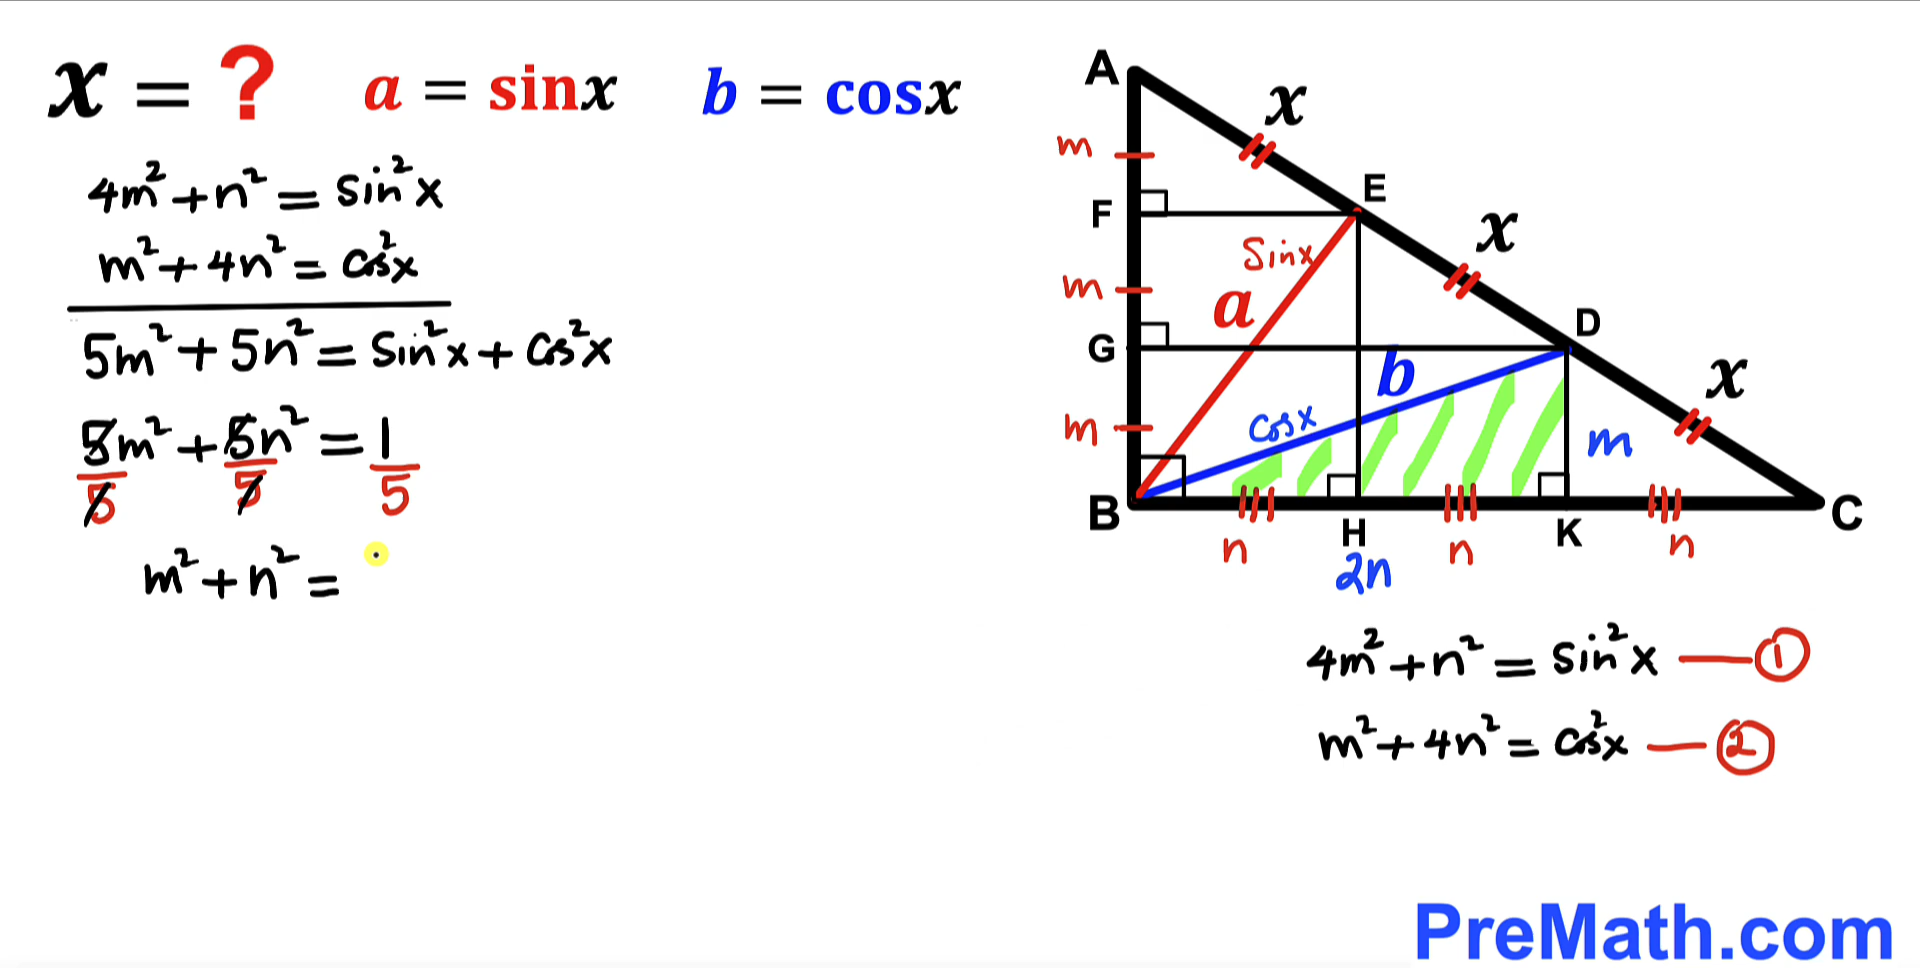 x = ? a = sinx b = cosx
4m² + n² = sin²x
m² + 4n² = cos²x
5m² + 5n² = sin²x + cos²x
5m²/5 + 5n²/5 = 1/5
m² + n² =
A
x
m
E
F
x
sinx
m
a
D
G
b
x
cosx
m
m
B
H
K
C
n
n
n
2n
4m² + n² = sin²x — ①
m² + 4n² = cos²x — ②
PreMath.com